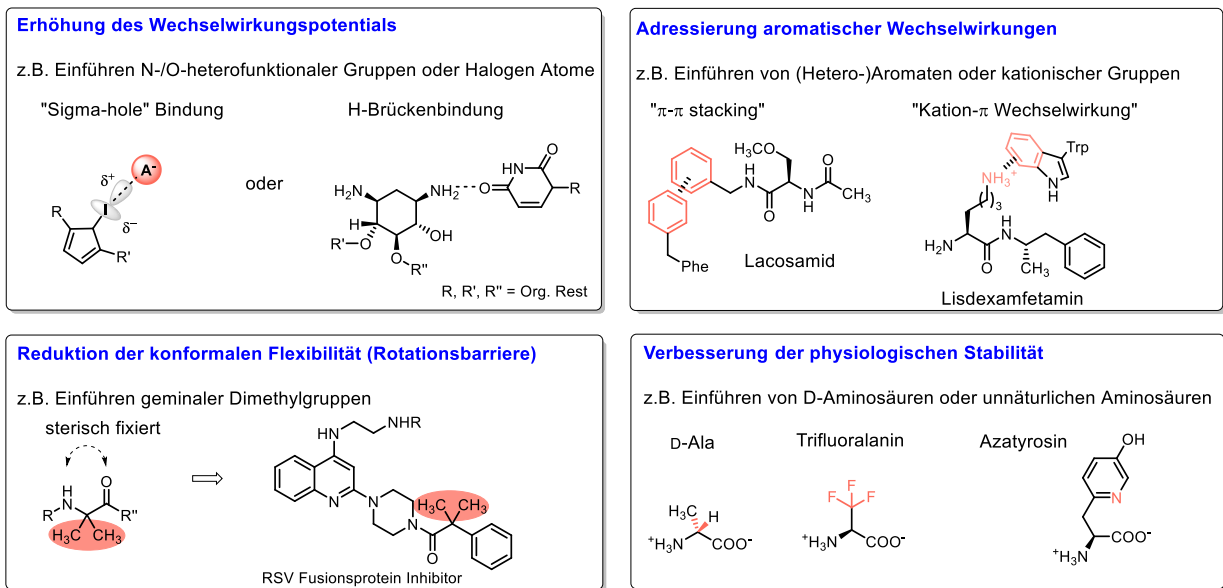 Erhöhung des Wechselwirkungspotentials
z.B. Einführen N-/O-heterofunktionaler Gruppen oder Halogen Atome
"Sigma-hole" Bindung
H-Brückenbindung
A⁻
δ⁺
I
δ⁻
R
R'
oder
H₂N
NH₂
H
OH
R'
O
O
R"
O
HN
O
R
R, R', R" = Org. Rest
Adressierung aromatischer Wechselwirkungen
z.B. Einführen von (Hetero-)Aromaten oder kationischer Gruppen
"π-π stacking"
"Kation-π Wechselwirkung"
H₃CO
H
N
O
O
N
H
CH₃
Phe
Lacosamid
Trp
N
H
NH₃⁺
3
H₂N
O
H
N
CH₃
Lisdexamfetamin
Reduktion der konformalen Flexibilität (Rotationsbarriere)
z.B. Einführen geminaler Dimethylgruppen
sterisch fixiert
H
N
O
R
R"
H₃C
CH₃
⇨
HN
NHR
N
N
N
H₃C
CH₃
O
RSV Fusionsprotein Inhibitor
Verbesserung der physiologischen Stabilität
z.B. Einführen von D-Aminosäuren oder unnatürlichen Aminosäuren
D-Ala
Trifluoralanin
Azatyrosin
H₃C
H
⁺H₃N
COO⁻
F
F
F
⁺H₃N
COO⁻
OH
N
⁺H₃N
COO⁻